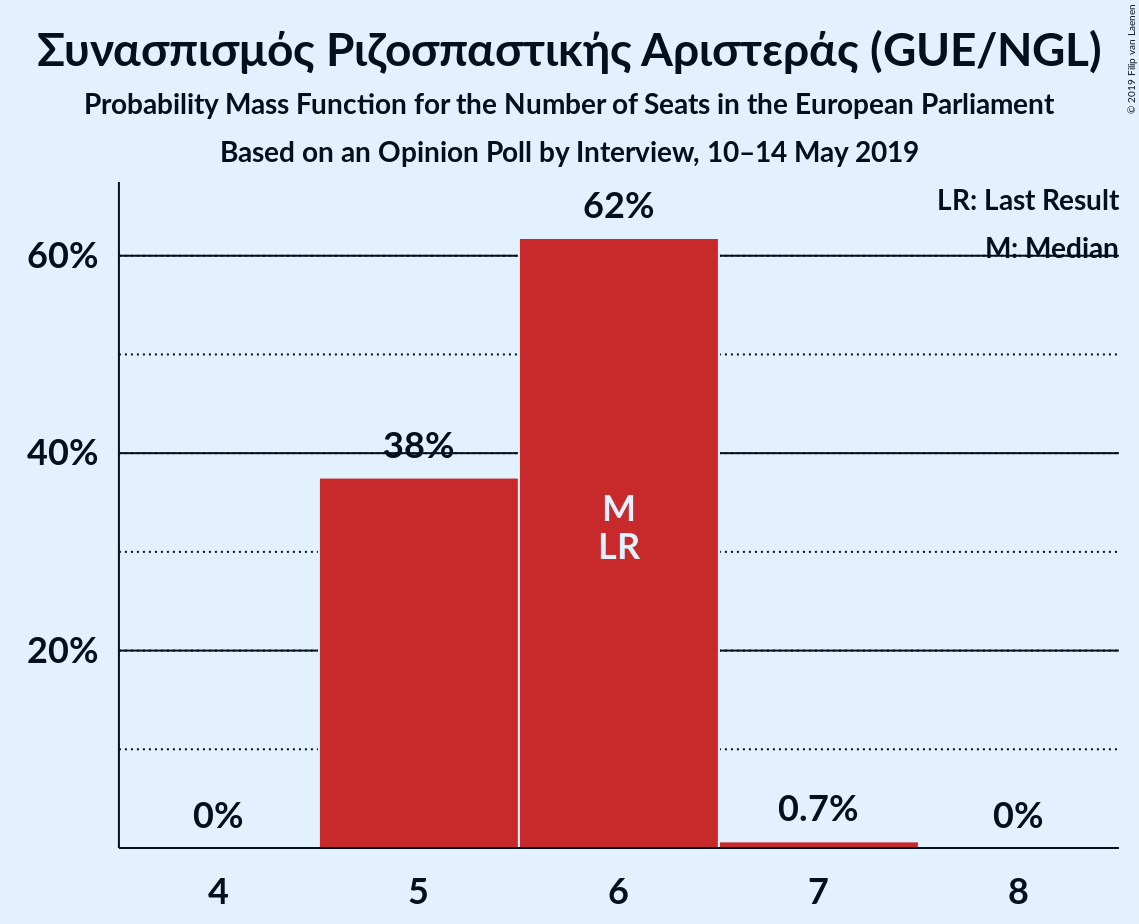 Συνασπισμός Ριζοσπαστικής Αριστεράς (GUE/NGL)
Probability Mass Function for the Number of Seats in the European Parliament
Based on an Opinion Poll by Interview, 10–14 May 2019
© 2019 Filip van Laenen
LR: Last Result
M: Median
62%
60%
38%
40%
M
LR
20%
0%
0.7%
0%
4
5
6
7
8